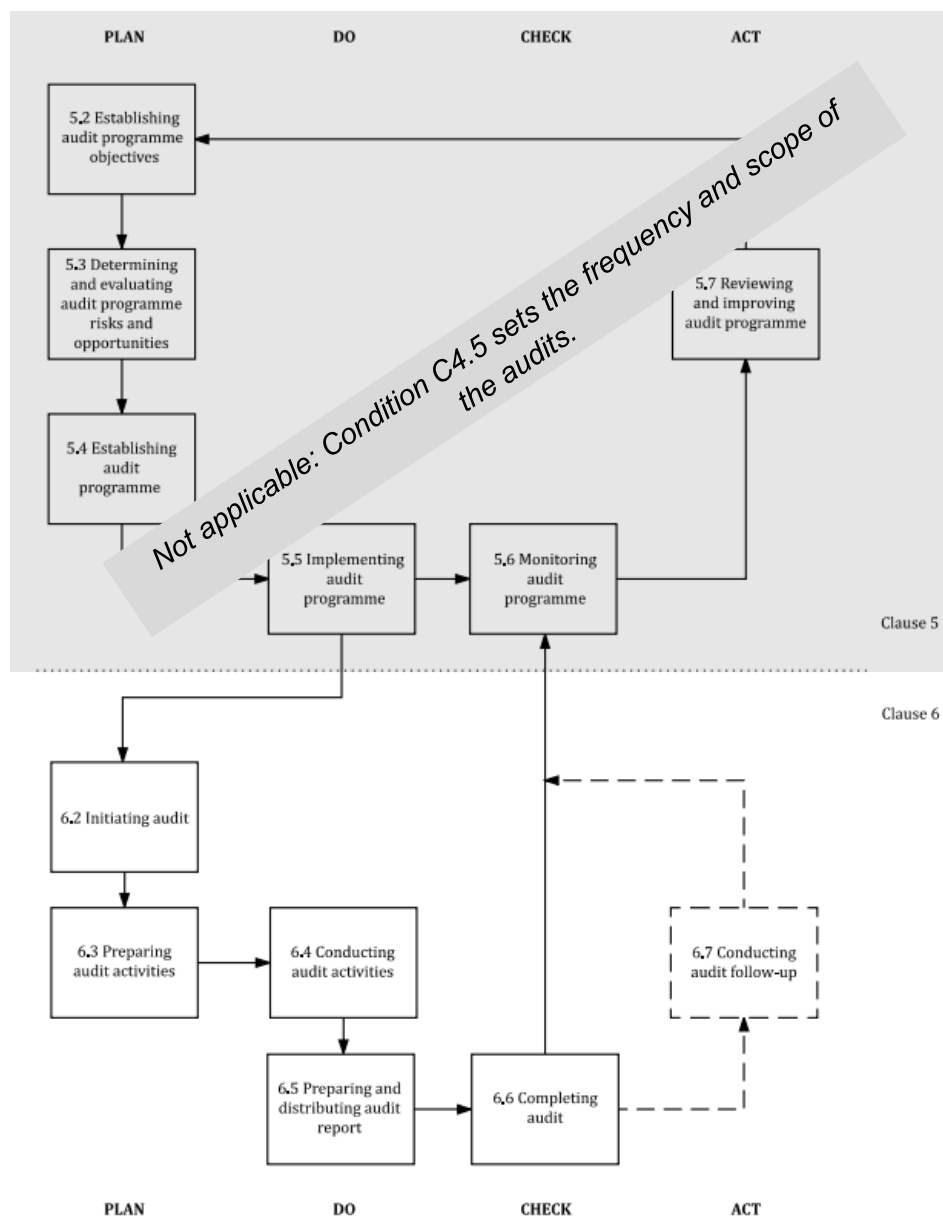 PLAN
DO
CHECK
ACT
5.2 Establishing
audit programme
objectives
5.3 Determining
and evaluating
audit programme
risks and
opportunities
5.7 Reviewing
and improving
audit programme
Not applicable: Condition C4.5 sets the frequency and scope of
the audits.
5.4 Establishing
audit
programme
5.5 Implementing
audit
programme
5.6 Monitoring
audit
programme
Clause 5
Clause 6
6.2 Initiating audit
6.3 Preparing
audit activities
6.4 Conducting
audit activities
6.7 Conducting
audit follow-up
6.5 Preparing and
distributing audit
report
6.6 Completing
audit
PLAN
DO
CHECK
ACT